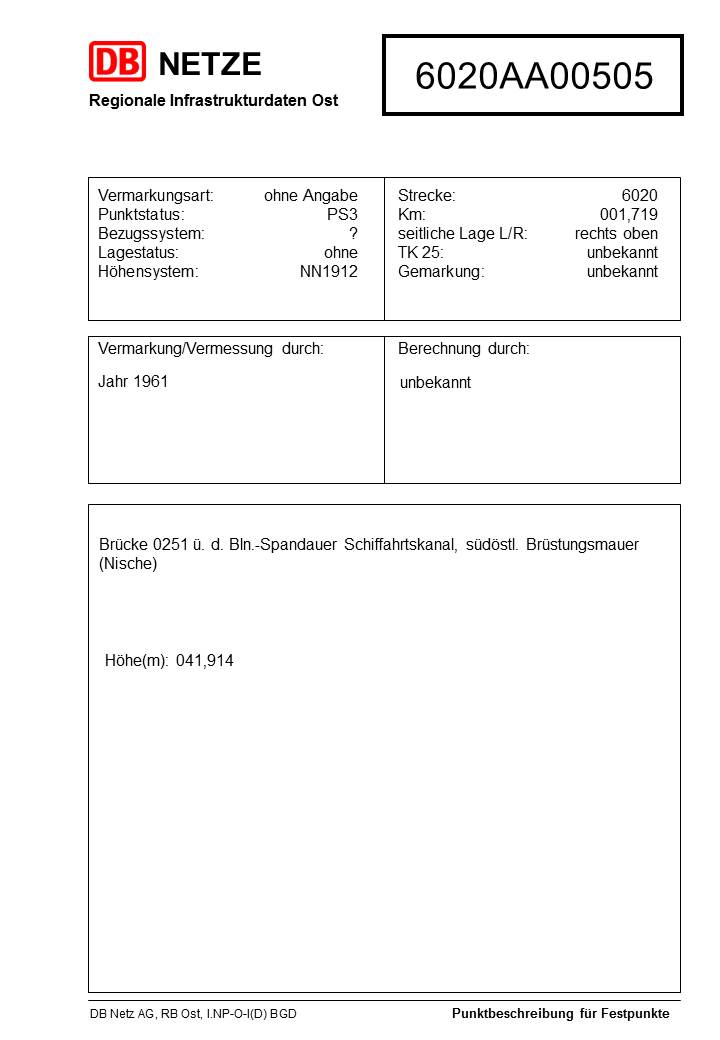 DB NETZE
Regionale Infrastrukturdaten Ost
6020AA00505
Vermarkungsart: ohne Angabe
Punktstatus: PS3
Bezugssystem: ?
Lagestatus: ohne
Höhensystem: NN1912
Strecke: 6020
Km: 001,719
seitliche Lage L/R: rechts oben
TK 25: unbekannt
Gemarkung: unbekannt
Vermarkung/Vermessung durch:
Jahr 1961
Berechnung durch:
unbekannt
Brücke 0251 ü. d. Bln.-Spandauer Schiffahrtskanal, südöstl. Brüstungsmauer
(Nische)
Höhe(m): 041,914
DB Netz AG, RB Ost, I.NP-O-I(D) BGD
Punktbeschreibung für Festpunkte